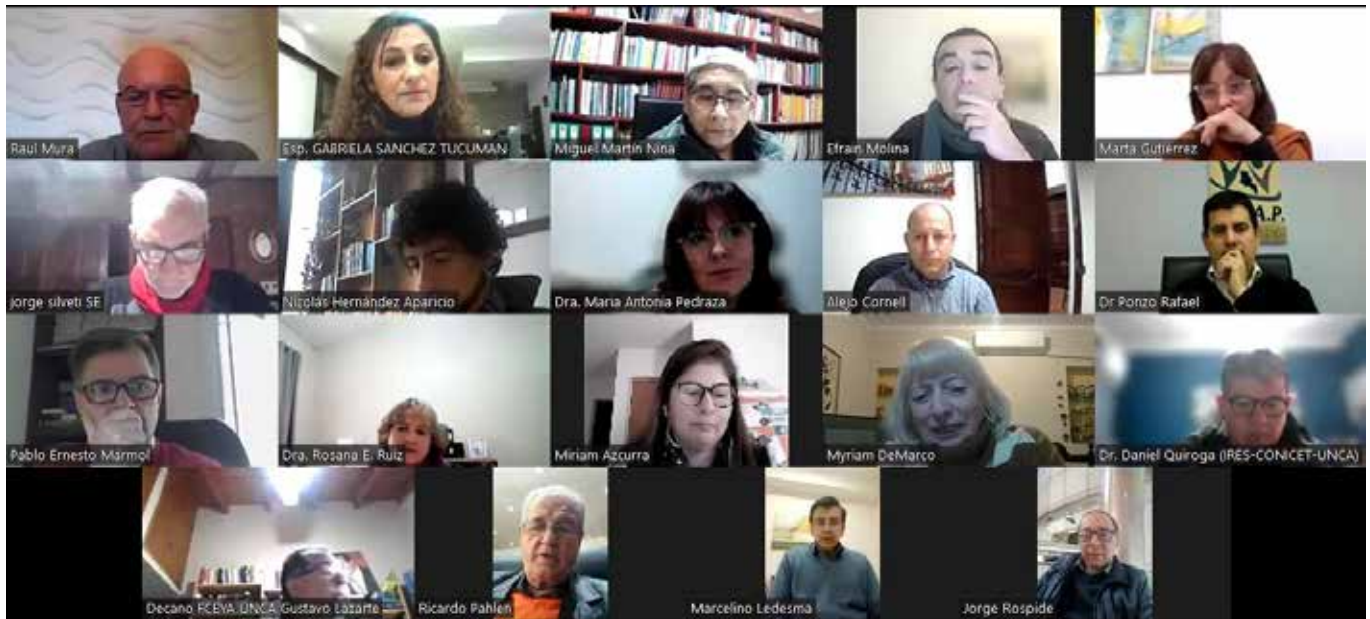 Raul Mura
Esp. GABRIELA SANCHEZ TUCUMAN
Miguel Martin Nina
Efrain Molina
Marta Gutierrez
jorge silveti SE
Nicolás Hernández Aparicio
Dra. Maria Antonia Pedraza
Alejo Cornell
A.P.
Dr Ponzo Rafael
Pablo Ernesto Marmol
Dra. Rosana E. Ruiz
Miriam Azcurra
Myriam DeMarco
Dr. Daniel Quiroga (IRES-CONICET-UNCA)
Decano FCEYA UNCA Gustavo Lazarte
Ricardo Pahlen
Marcelino Ledesma
Jorge Rospide